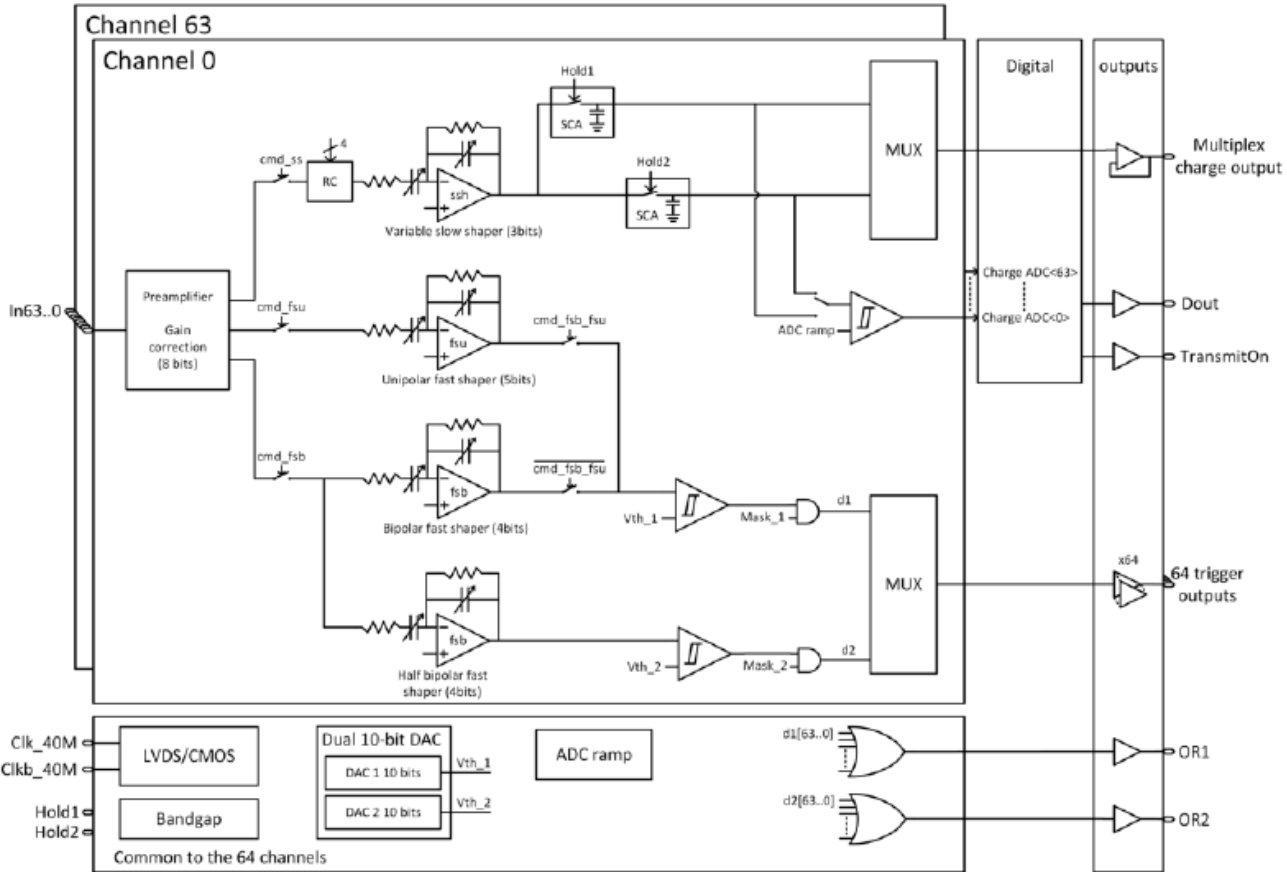 Channel 63
Channel 0
Digital
outputs
Hold1
SCA
4
cmd_ss
RC
ssh
Variable slow shaper (3bits)
Hold2
SCA
MUX
Multiplex
charge output
Preamplifier
Gain
correction
(8 bits)
In63..0
cmd_fsu
fsu
Unipolar fast shaper (5bits)
cmd_fsb_fsu
ADC ramp
Charge ADC<63>
Charge ADC<0>
Dout
TransmitOn
cmd_fsb
fsb
Bipolar fast shaper (4bits)
cmd_fsb_fsu
Vth_1
Mask_1
d1
MUX
x64
64 trigger
outputs
fsb
Half bipolar fast
shaper (4bits)
Vth_2
Mask_2
d2
Clk_40M
Clkb_40M
LVDS/CMOS
Dual 10-bit DAC
DAC 1 10 bits
Vth_1
DAC 2 10 bits
Vth_2
ADC ramp
d1[63..0]
OR1
Hold1
Hold2
Bandgap
d2[63..0]
OR2
Common to the 64 channels